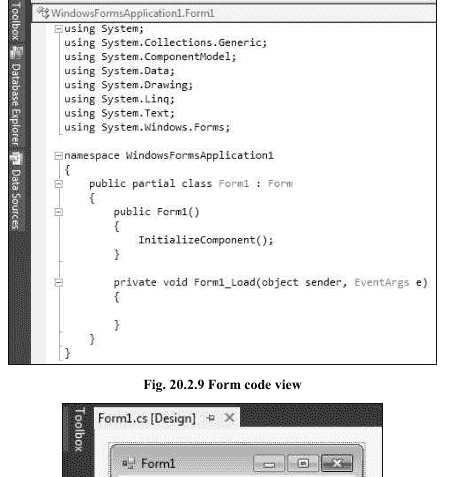 WindowsFormsApplication1.Form1
Toolbox
Database Explorer
Data Sources
using System;
using System.Collections.Generic;
using System.ComponentModel;
using System.Data;
using System.Drawing;
using System.Linq;
using System.Text;
using System.Windows.Forms;
namespace WindowsFormsApplication1
{
public partial class Form1 : Form
{
public Form1()
{
InitializeComponent();
}
private void Form1_Load(object sender, EventArgs e)
{
}
}
}
Fig. 20.2.9 Form code view
Toolbox
Form1.cs [Design]
Form1